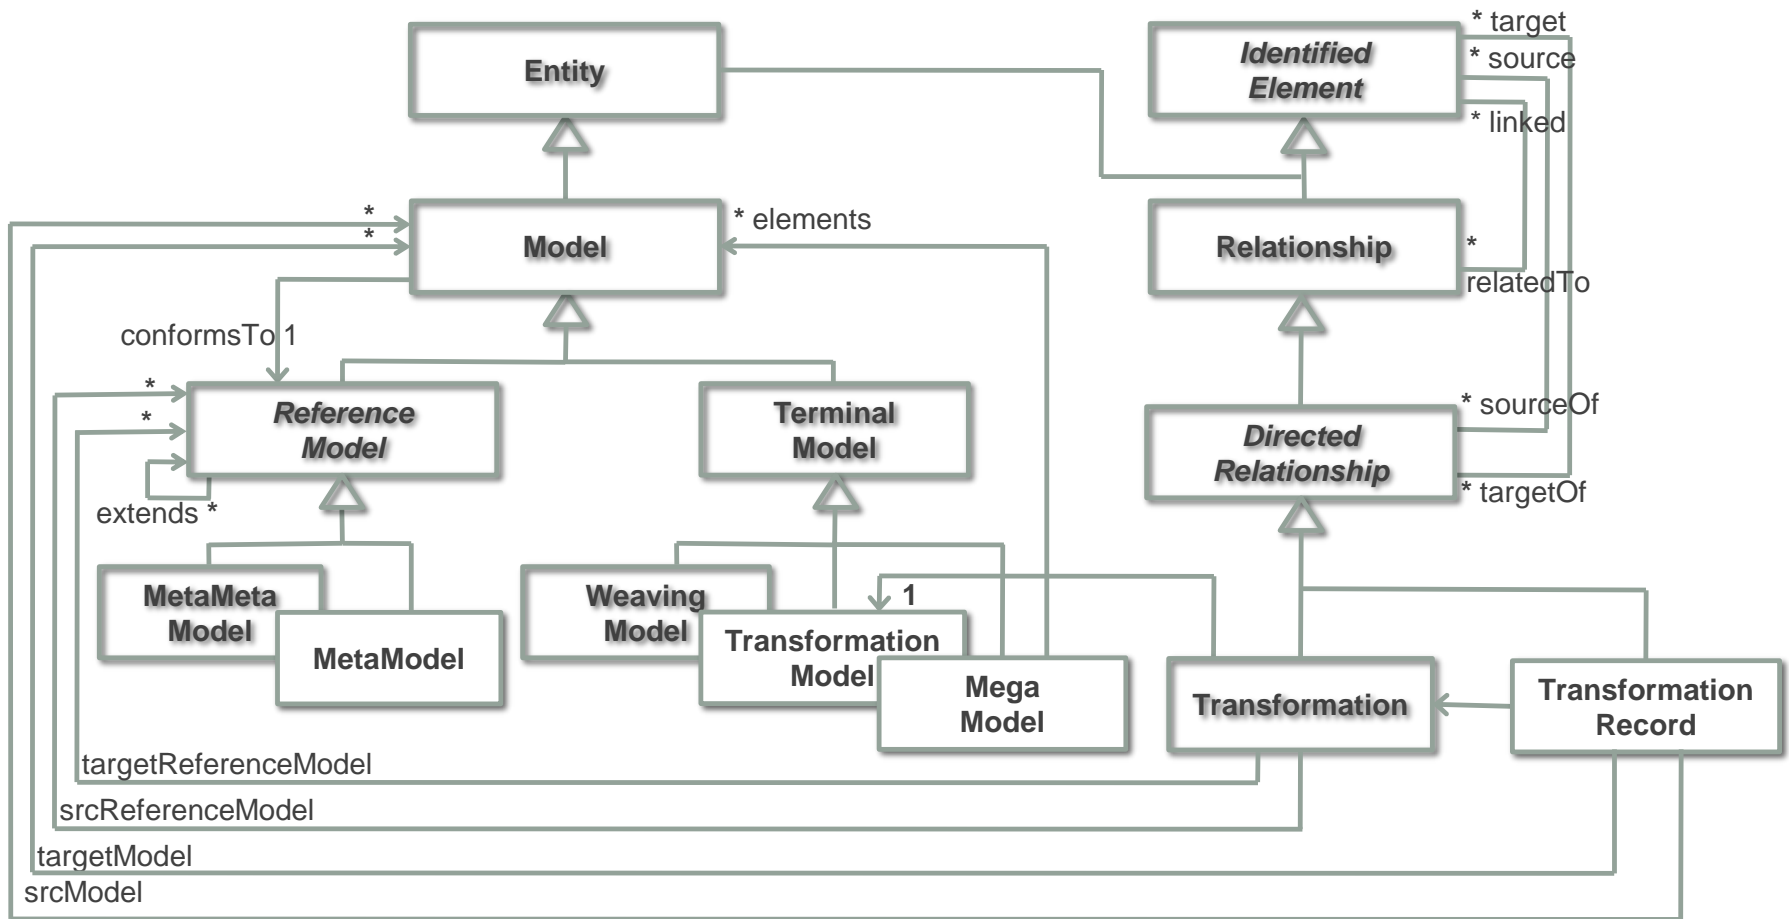 * target
Entity
Identified
Element
* source
* linked
*
*
Model
* elements
Relationship
*
relatedTo
conformsTo 1
*
*
Reference
Model
Terminal
Model
* sourceOf
Directed
Relationship
* targetOf
extends *
MetaMeta
Model
MetaModel
Weaving
Model
1
Transformation
Model
Mega
Model
Transformation
Transformation
Record
targetReferenceModel
srcReferenceModel
targetModel
srcModel